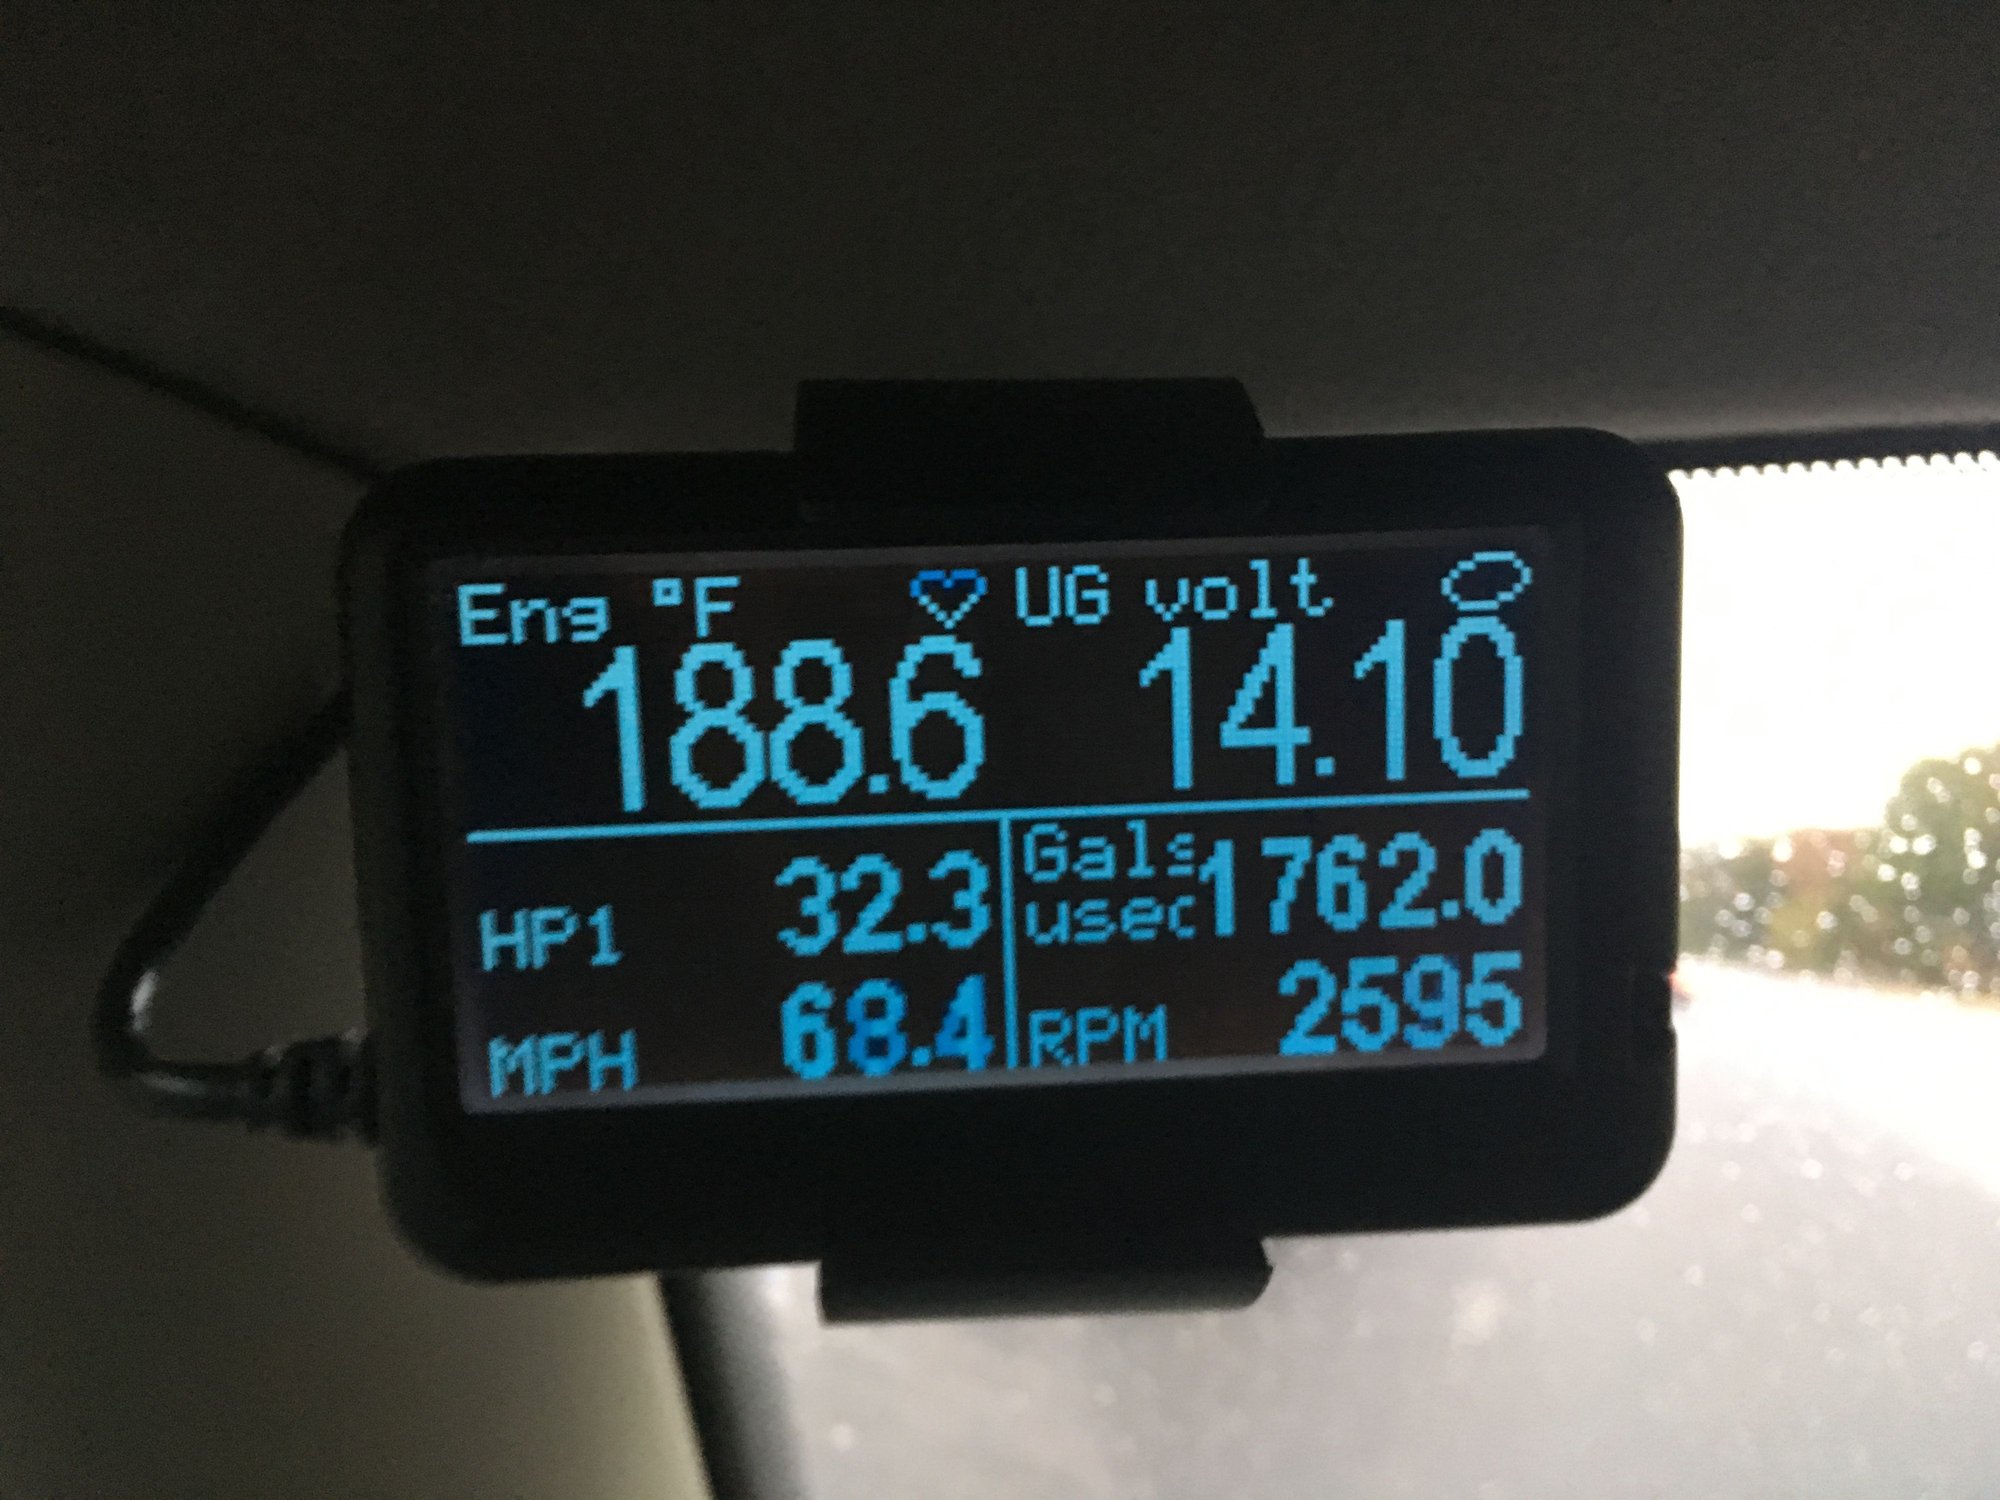 Eng °F
UG volt
188.6
14.10
HP1 32.3
Gals used 1762.0
MPH 68.4
RPM 2595